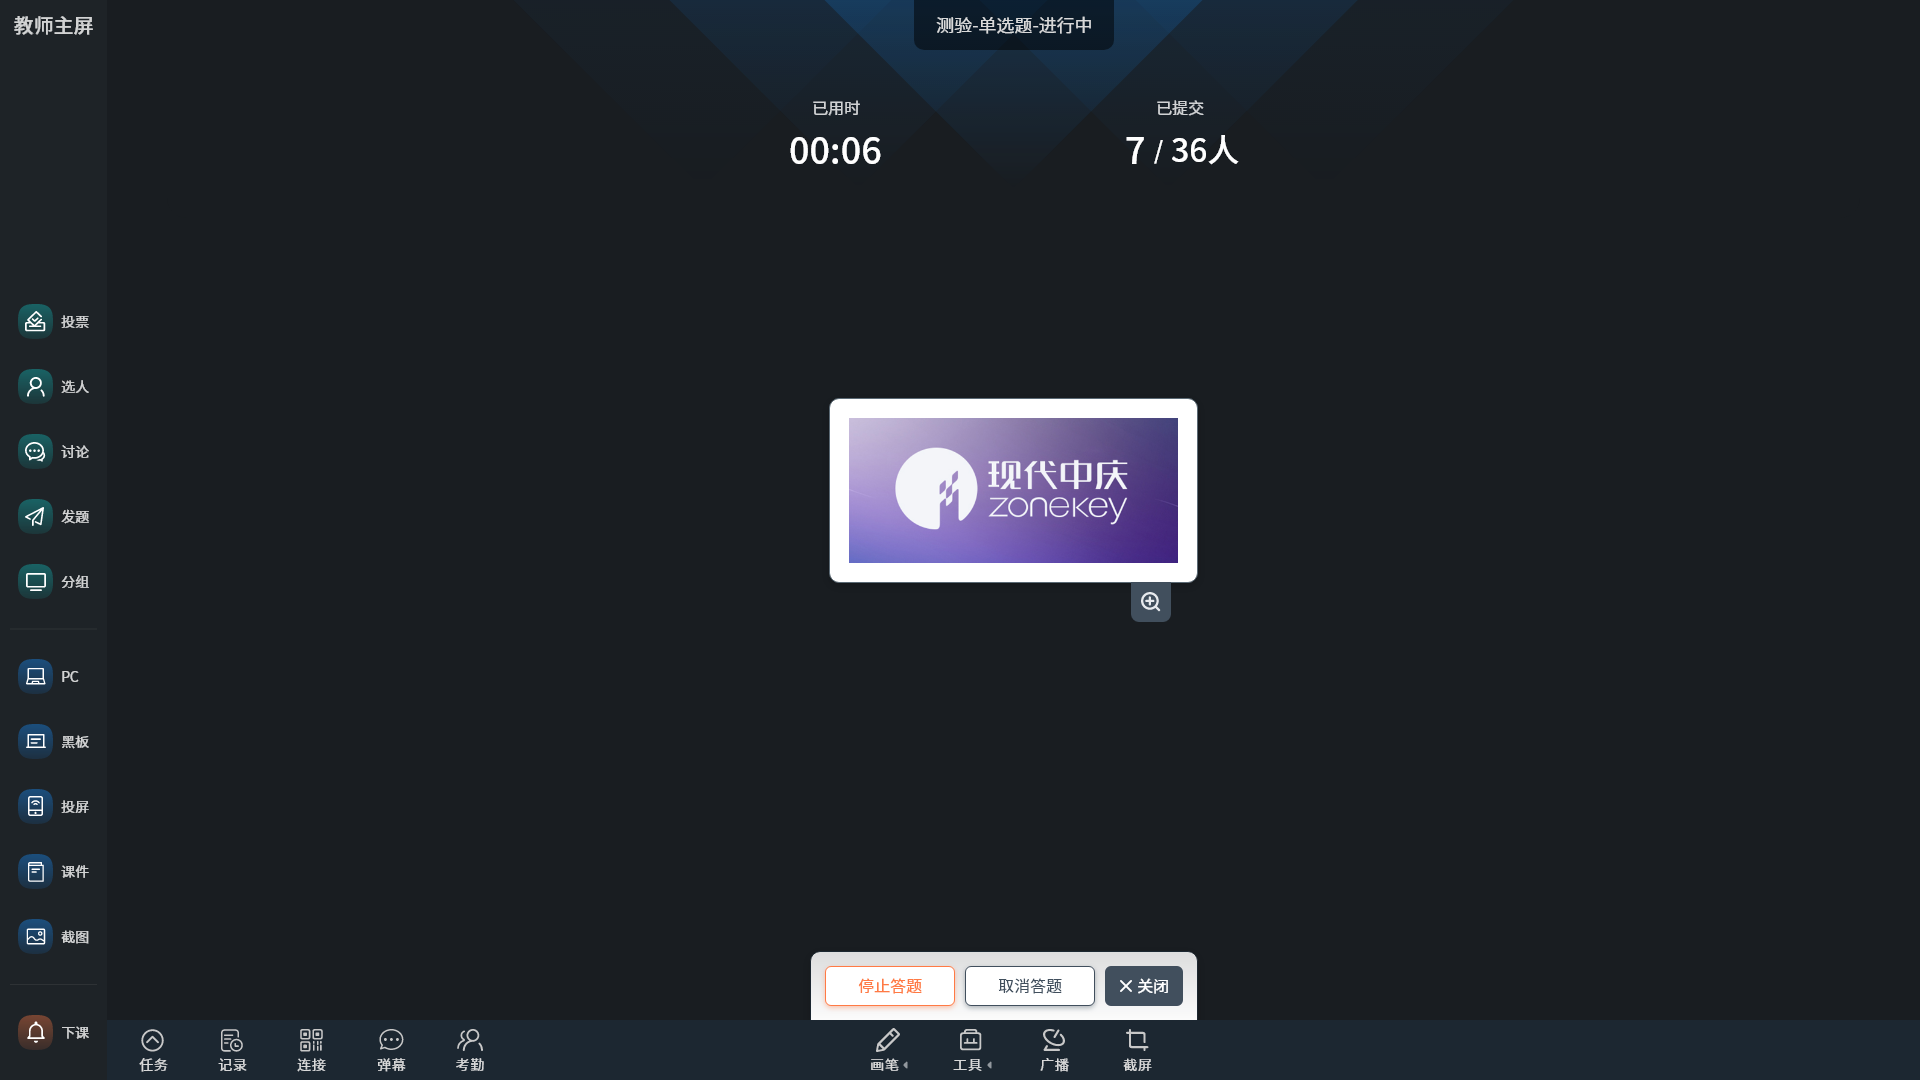 教师主屏
测验-单选题-进行中
已用时
00:06
已提交
7 / 36人
投票
选人
讨论
发题
分组
现代中庆
zonekey
PC
黑板
投屏
课件
截图
下课
停止答题
取消答题
关闭
任务
记录
连接
弹幕
考勤
画笔
工具
广播
截屏